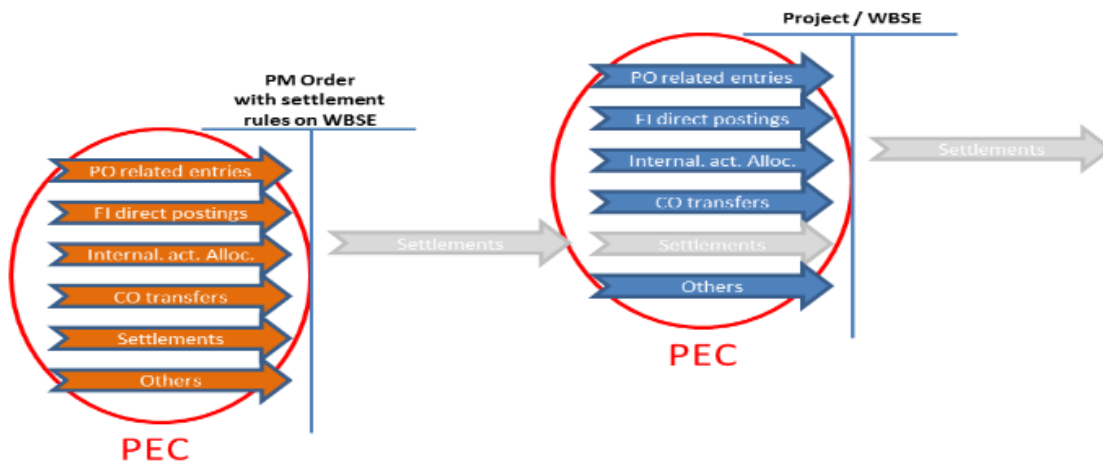 Project / WBSE
PO related entries
FI direct postings
Internal. act. Alloc.
CO transfers
Settlements
Others
PEC
Settlements
PM Order
with settlement
rules on WBSE
PO related entries
FI direct postings
Internal. act. Alloc.
CO transfers
Settlements
Others
PEC
Settlements